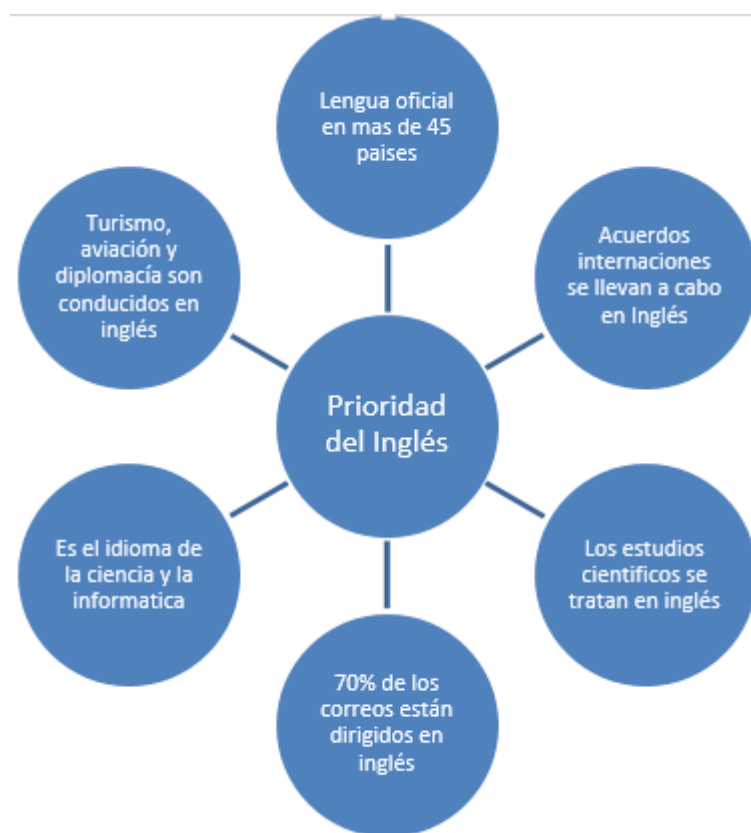 Lengua oficial
en mas de 45
paises
Turismo,
aviación y
diplomacía son
conducidos en
inglés
Acuerdos
internaciones
se llevan a cabo
en Inglés
Prioridad
del Inglés
Es el idioma de
la ciencia y la
informatica
Los estudios
cientificos se
tratan en inglés
70% de los
correos están
dirigidos en
inglés